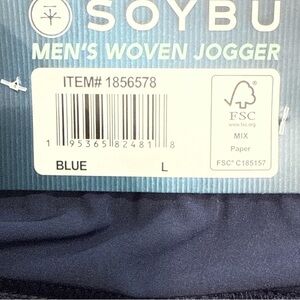 SOYBU
MEN'S WOVEN JOGGER
ITEM# 1856578
1 95365 82481 8
BLUE L
FSC
www.fsc.org
MIX
Paper
FSC® C185157